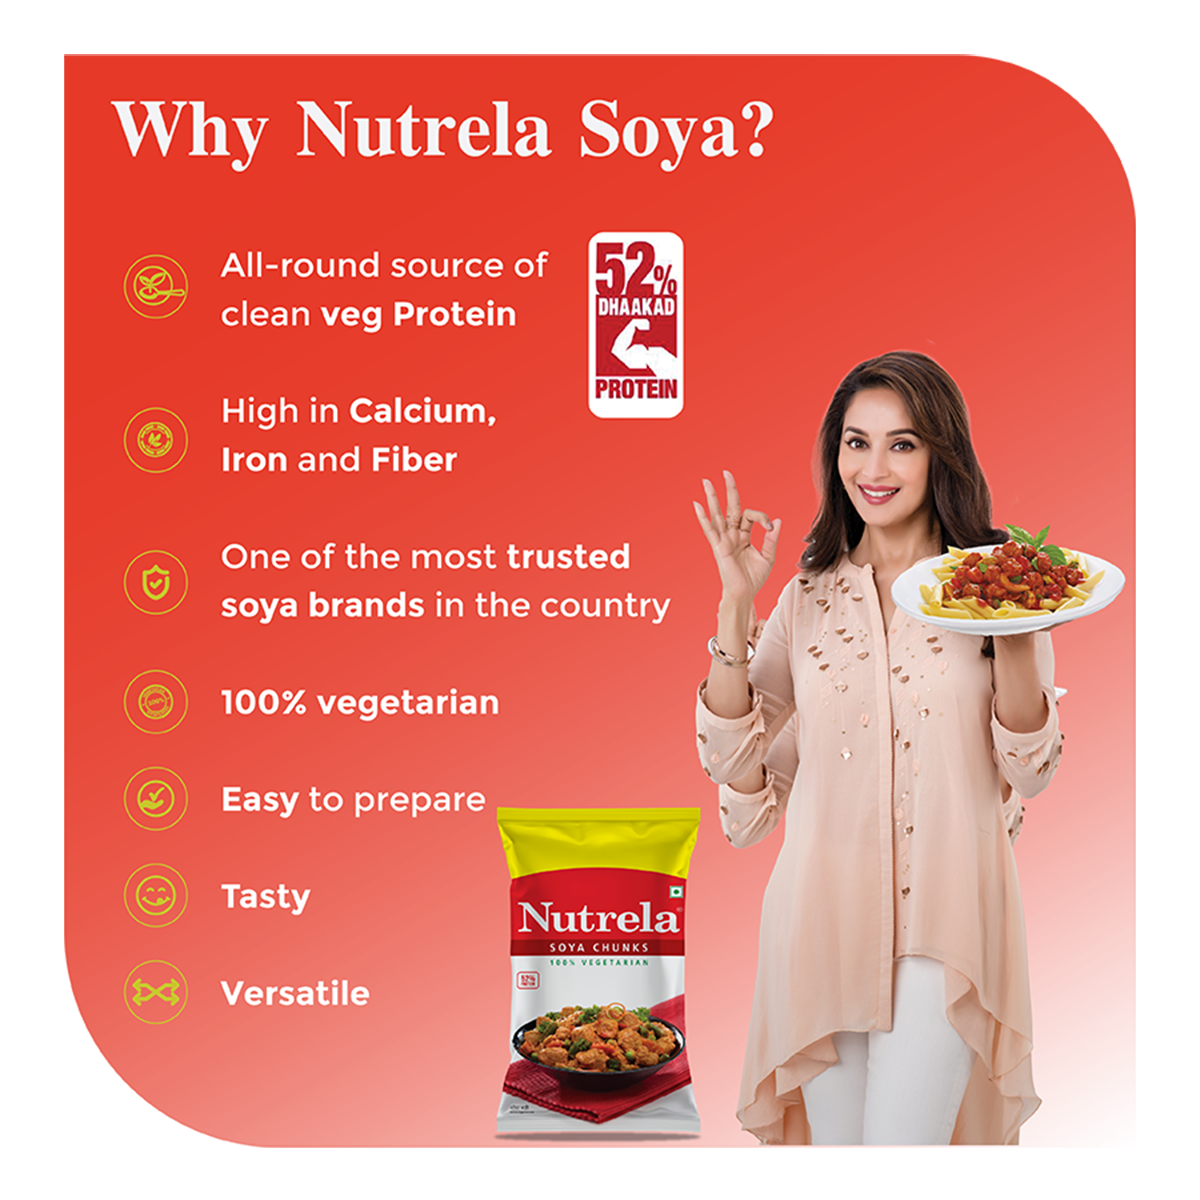 Why Nutrela Soya?
All-round source of
clean veg Protein
52%
DHAAKAD
PROTEIN
High in Calcium,
Iron and Fiber
One of the most trusted
soya brands in the country
100% vegetarian
Easy to prepare
Tasty
Versatile
Nutrela
SOYA CHUNKS
100% VEGETARIAN
52%
100%